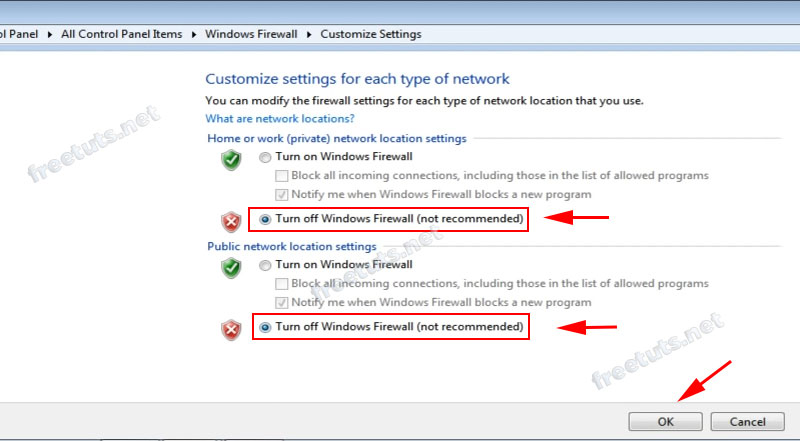 ol Panel ▸ All Control Panel Items ▸ Windows Firewall ▸ Customize Settings
Customize settings for each type of network
You can modify the firewall settings for each type of network location that you use.
What are network locations?
Home or work (private) network location settings
Turn on Windows Firewall
Block all incoming connections, including those in the list of allowed programs
Notify me when Windows Firewall blocks a new program
Turn off Windows Firewall (not recommended)
Public network location settings
Turn on Windows Firewall
Block all incoming connections, including those in the list of allowed programs
Notify me when Windows Firewall blocks a new program
Turn off Windows Firewall (not recommended)
OK Cancel
freetuts.net
freetuts.net
freetuts.net